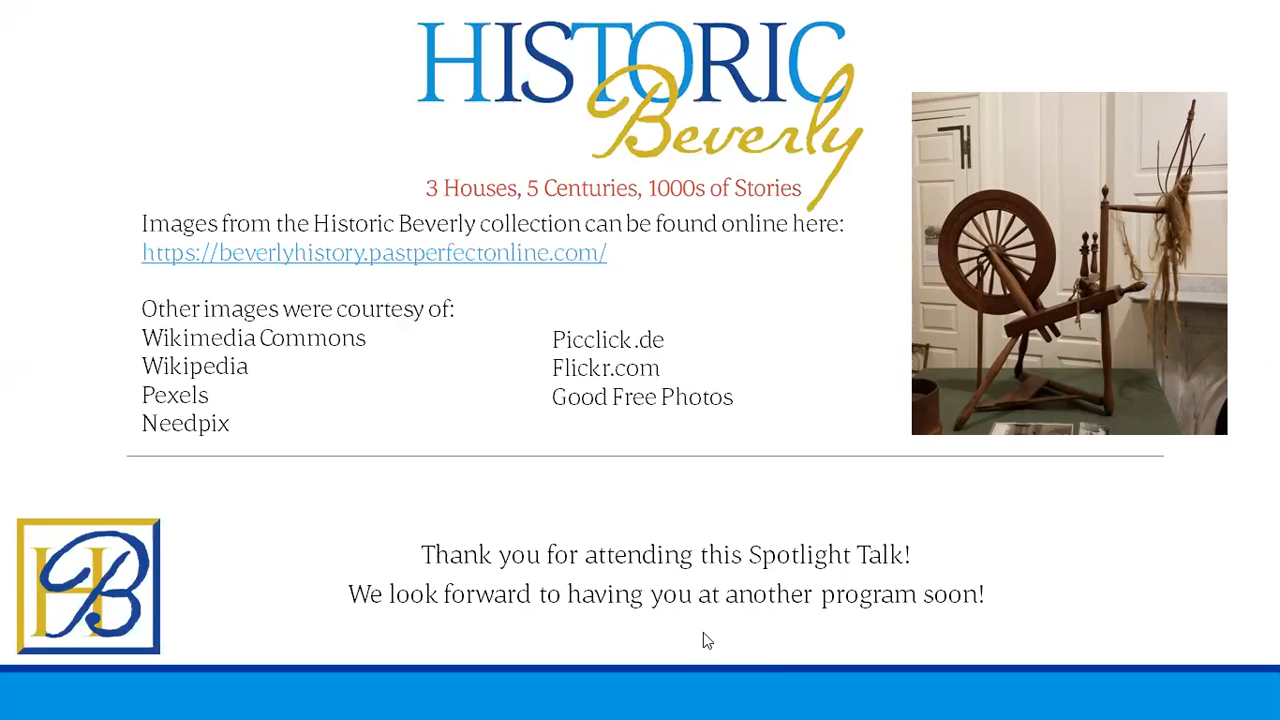 HISTORIC
Beverly
3 Houses, 5 Centuries, 1000s of Stories
Images from the Historic Beverly collection can be found online here:
https://beverlyhistory.pastperfectonline.com/
Other images were courtesy of:
Wikimedia Commons
Wikipedia
Pexels
Needpix
Picclick.de
Flickr.com
Good Free Photos
HB
Thank you for attending this Spotlight Talk!
We look forward to having you at another program soon!